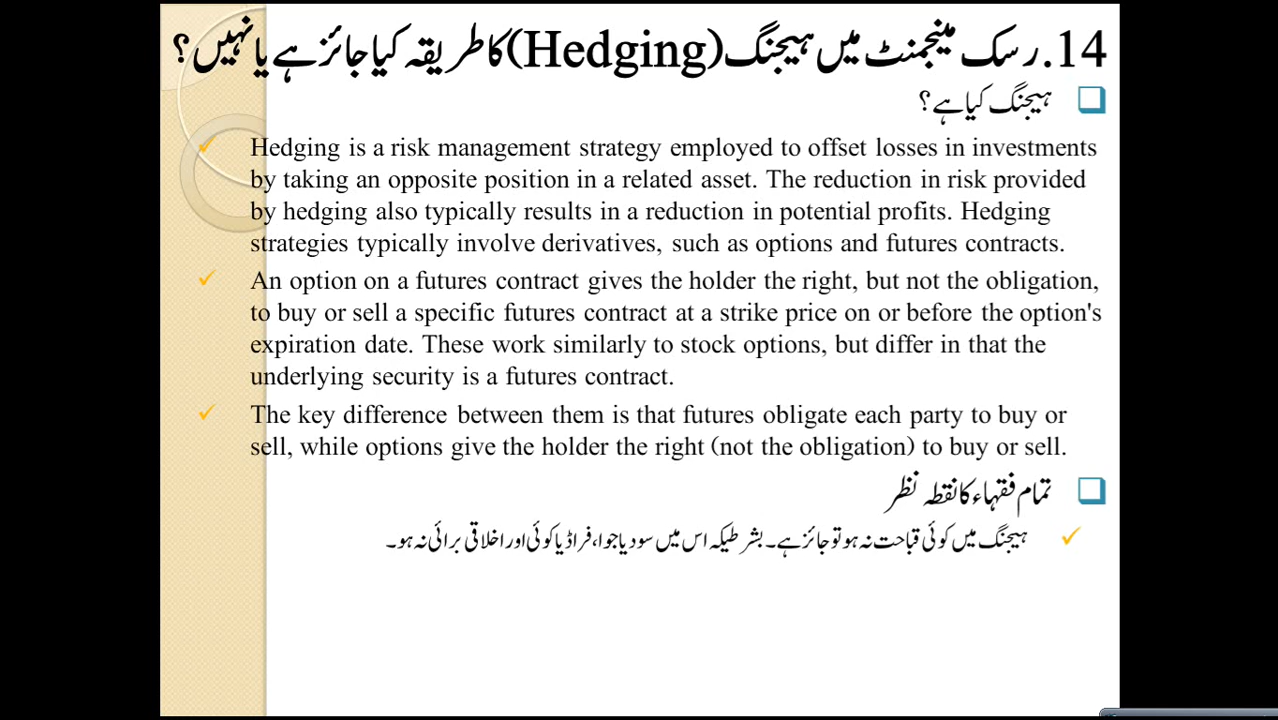 14. رسک مینجمنٹ میں ہیجنگ (Hedging) کا طریقہ کیا جائز ہے یا نہیں؟
ہیجنگ کیا ہے؟
Hedging is a risk management strategy employed to offset losses in investments
by taking an opposite position in a related asset. The reduction in risk provided
by hedging also typically results in a reduction in potential profits. Hedging
strategies typically involve derivatives, such as options and futures contracts.
An option on a futures contract gives the holder the right, but not the obligation,
to buy or sell a specific futures contract at a strike price on or before the option's
expiration date. These work similarly to stock options, but differ in that the
underlying security is a futures contract.
The key difference between them is that futures obligate each party to buy or
sell, while options give the holder the right (not the obligation) to buy or sell.
تمام فقہاء کا نقطہ نظر
ہیجنگ میں کوئی قباحت نہ ہو تو جائز ہے۔ بشرطیکہ اس میں سود یا جوا، فراڈ یا کوئی اور اخلاقی برائی نہ ہو۔